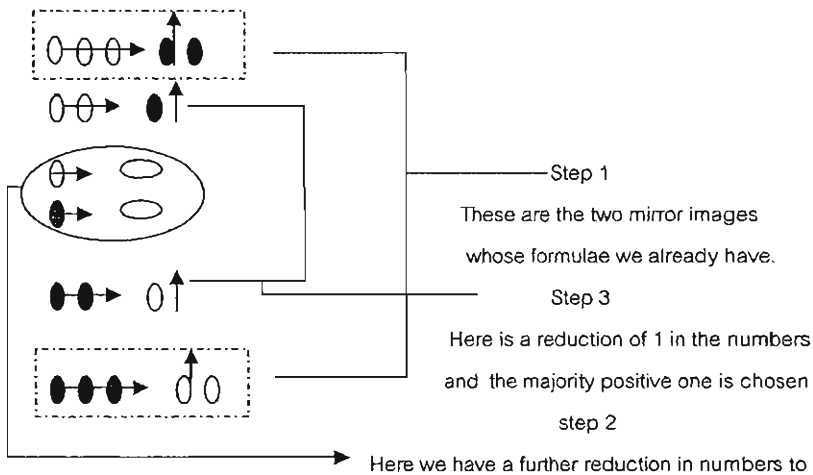 Step 1
These are the two mirror images
whose formulae we already have.
Step 3
Here is a reduction of 1 in the numbers
and the majority positive one is chosen
step 2
Here we have a further reduction in numbers to